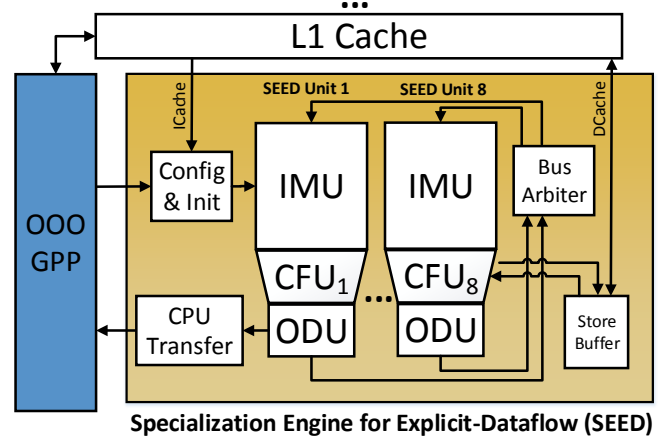 ...
L1 Cache
ICache
SEED Unit 1
SEED Unit 8
DCache
OOO
GPP
Config
& Init
IMU
IMU
Bus
Arbiter
CFU1
...
CFU8
CPU
Transfer
ODU
ODU
Store
Buffer
Specialization Engine for Explicit-Dataflow (SEED)